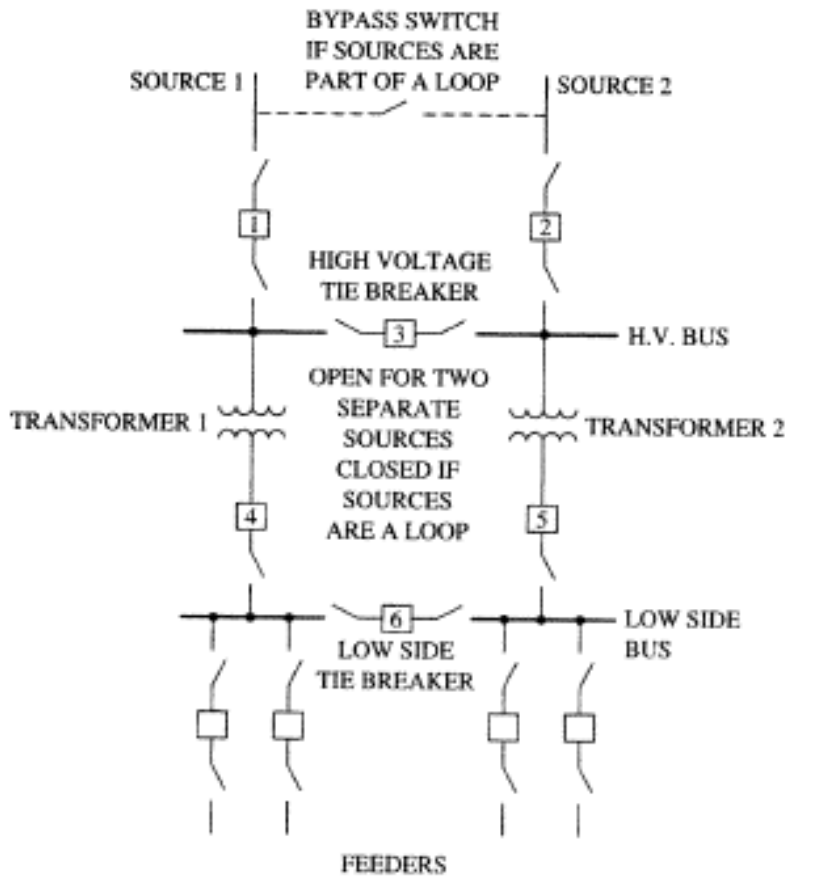 BYPASS SWITCH
IF SOURCES ARE
PART OF A LOOP
SOURCE 1
SOURCE 2
1
2
HIGH VOLTAGE
TIE BREAKER
3
H.V. BUS
OPEN FOR TWO
SEPARATE
SOURCES
CLOSED IF
SOURCES
ARE A LOOP
TRANSFORMER 1
TRANSFORMER 2
4
5
6
LOW SIDE
TIE BREAKER
LOW SIDE
BUS
FEEDERS